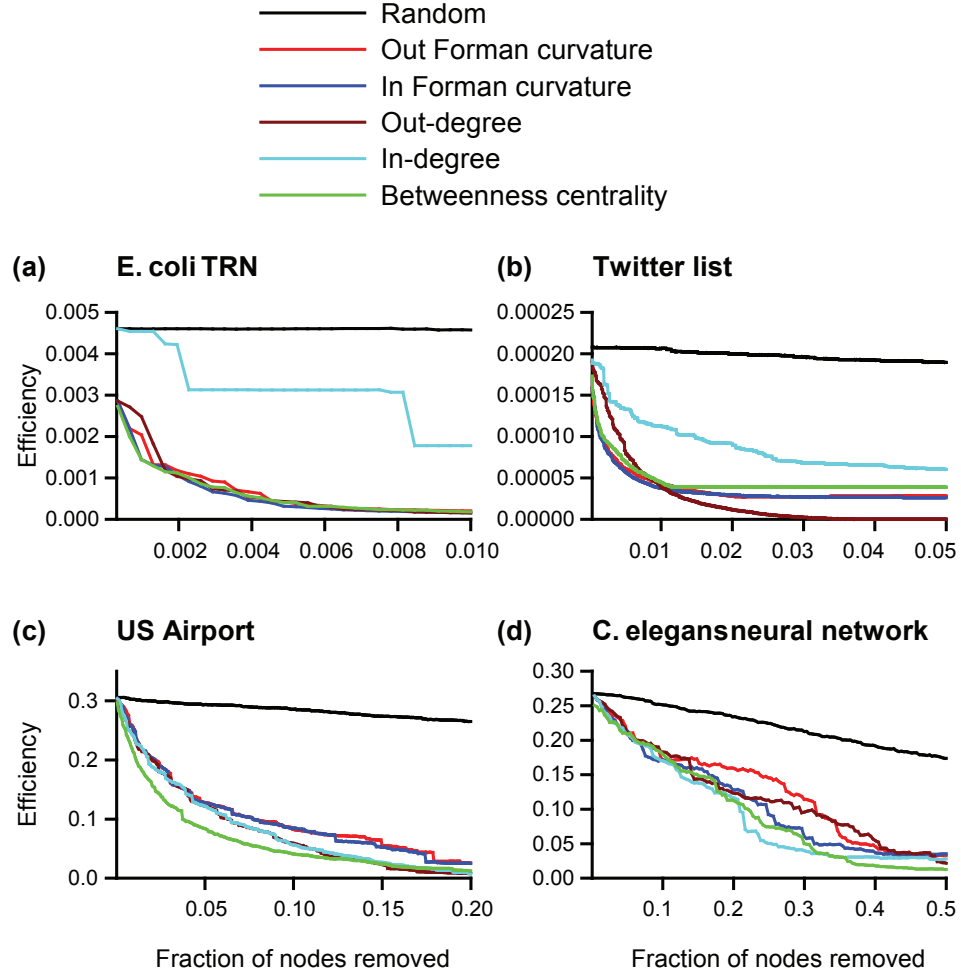 Random
Out Forman curvature
In Forman curvature
Out-degree
In-degree
Betweenness centrality
(a) E. coli TRN
0.005
0.004
0.003
0.002
0.001
0.000
Efficiency
0.002 0.004 0.006 0.008 0.010
(b) Twitter list
0.00025
0.00020
0.00015
0.00010
0.00005
0.00000
0.01 0.02 0.03 0.04 0.05
(c) US Airport
0.3
0.2
0.1
0.0
Efficiency
0.05 0.10 0.15 0.20
Fraction of nodes removed
(d) C. elegansneural network
0.30
0.25
0.20
0.15
0.10
0.05
0.00
0.1 0.2 0.3 0.4 0.5
Fraction of nodes removed